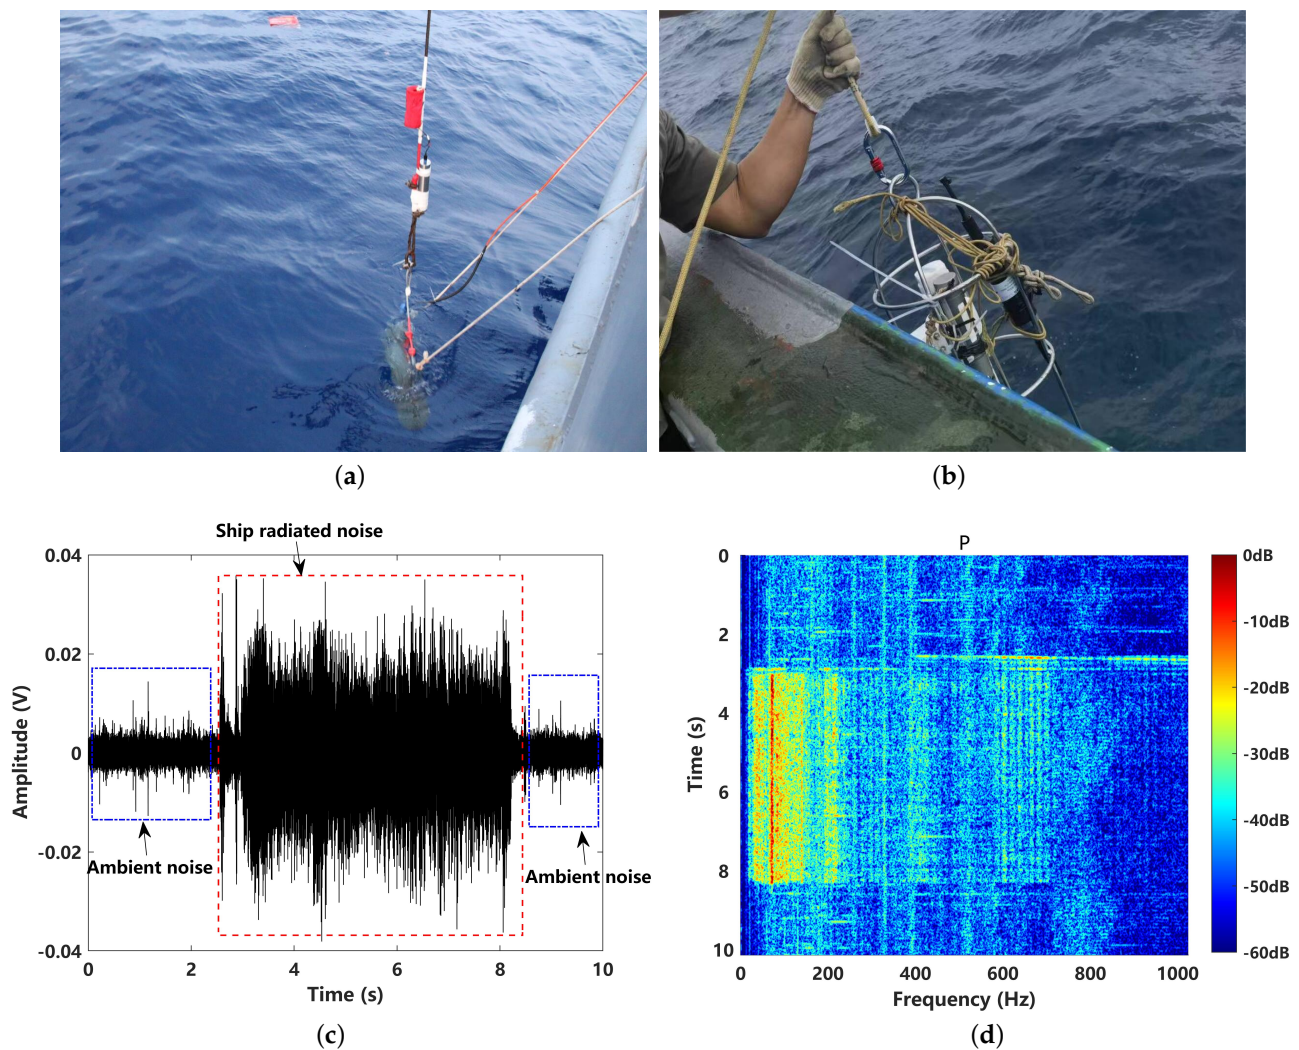 (a)
(b)
Ship radiated noise
0.04
0.02
0
-0.02
-0.04
Amplitude (V)
Ambient noise
Ambient noise
0 2 4 6 8 10
Time (s)
(c)
P
0
2
4
6
8
10
Time (s)
0 200 400 600 800 1000
Frequency (Hz)
0dB
-10dB
-20dB
-30dB
-40dB
-50dB
-60dB
(d)